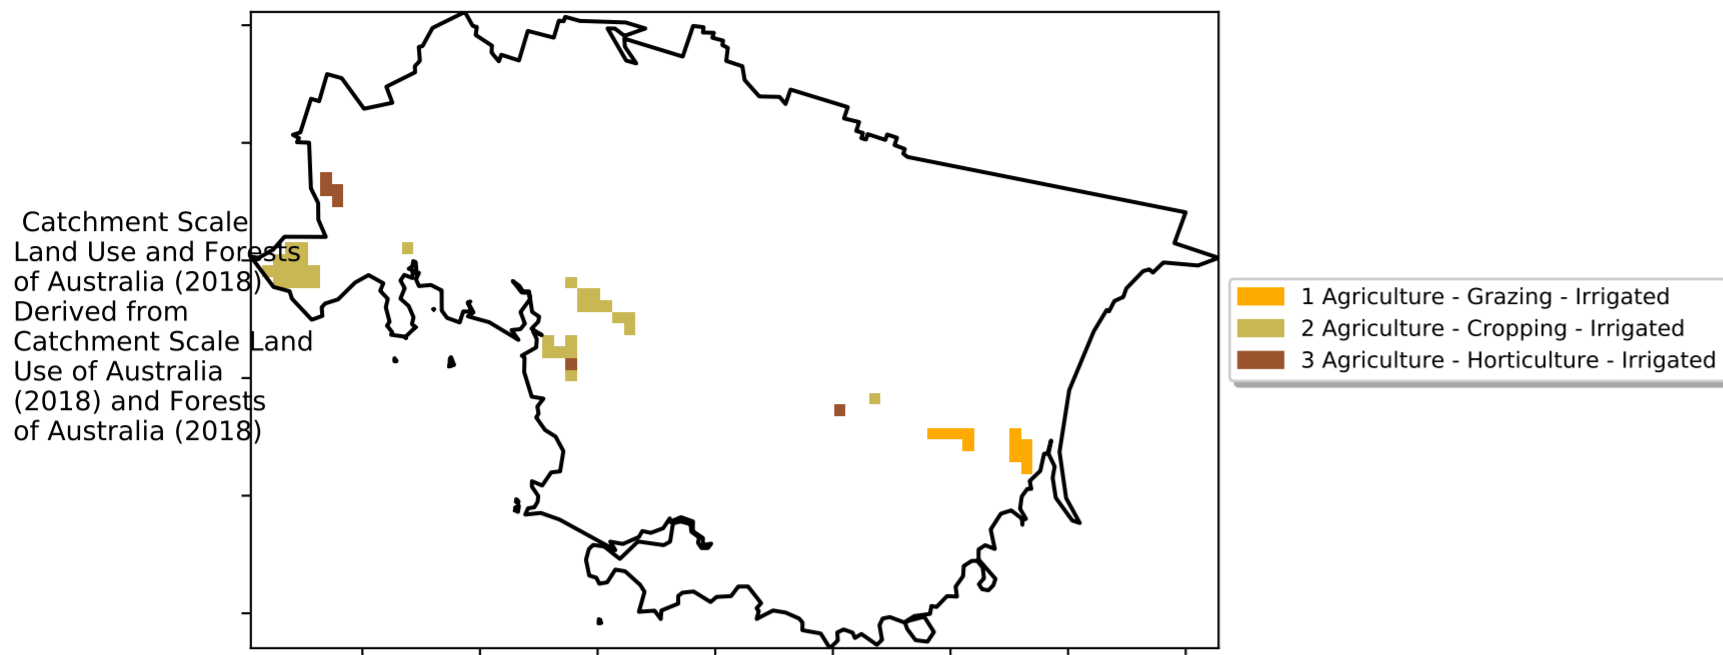 Catchment Scale
Land Use and Forests
of Australia (2018)
Derived from
Catchment Scale Land
Use of Australia
(2018) and Forests
of Australia (2018)
1 Agriculture - Grazing - Irrigated
2 Agriculture - Cropping - Irrigated
3 Agriculture - Horticulture - Irrigated